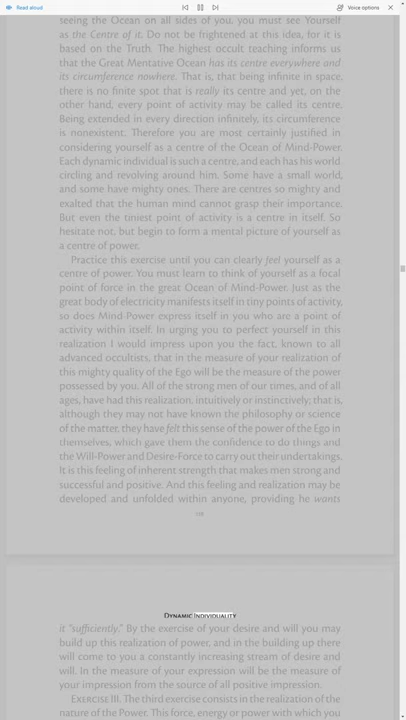 Read aloud
Voice options
seeing the Ocean on all sides of you, you must see Yourself
as the Centre of it. Do not be frightened at this idea, for it is
based on the Truth. The highest occult teaching informs us
that the Great Mentative Ocean has its centre everywhere and
its circumference nowhere. That is, that being infinite in space,
there is no finite spot that is really its centre and yet, on the
other hand, every point of activity may be called its centre.
Being extended in every direction infinitely, its circumference
is nonexistent. Therefore you are most certainly justified in
considering yourself as a centre of the Ocean of Mind-Power.
Each dynamic individual is such a centre, and each has his world
circling and revolving around him. Some have a small world,
and some have mighty ones. There are centres so mighty and
exalted that the human mind cannot grasp their importance.
But even the tiniest point of activity is a centre in itself. So
hesitate not, but begin to form a mental picture of yourself as
a centre of power.
Practice this exercise until you can clearly feel yourself as a
centre of power. You must learn to think of yourself as a focal
point of force in the great Ocean of Mind-Power. Just as the
great body of electricity manifests itself in tiny points of activity,
so does Mind-Power express itself in you who are a point of
activity within itself. In urging you to perfect yourself in this
realization I would impress upon you the fact, known to all
advanced occultists, that in the measure of your realization of
this mighty quality of the Ego will be the measure of the power
possessed by you. All of the strong men of our times, and of all
ages, have had this realization, intuitively or instinctively; that is,
although they may not have known the philosophy or science
of the matter, they have felt this sense of the power of the Ego in
themselves, which gave them the confidence to do things and
the Will-Power and Desire-Force to carry out their undertakings.
It is this feeling of inherent strength that makes men strong and
successful and positive. And this feeling and realization may be
developed and unfolded within anyone, providing he wants
Dynamic Individuality
it "sufficiently." By the exercise of your desire and will you may
build up this realization of power, and in the building up there
will come to you a constantly increasing stream of desire and
will. In the measure of your expression will be the measure of
your impression from the source of all positive impression.
Exercise III. The third exercise consists in the realization of the
nature of the Power. This force, energy or power with which you